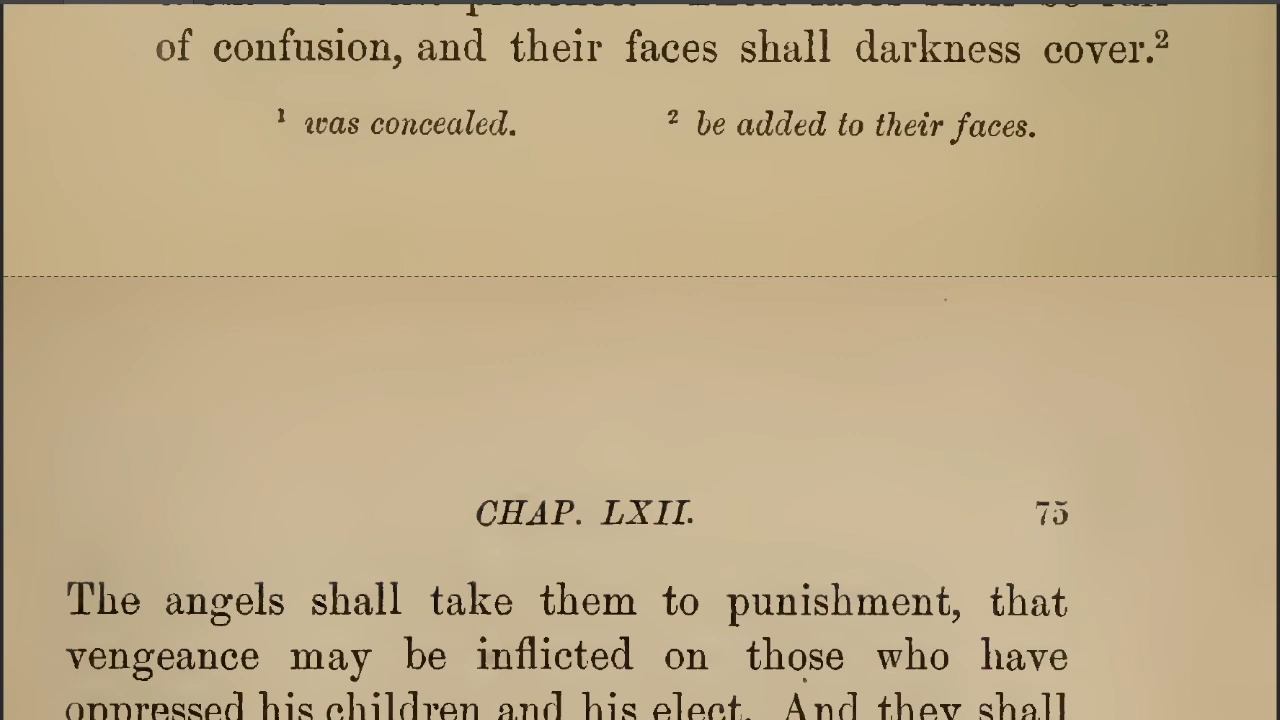 of confusion, and their faces shall darkness cover.²
¹ was concealed. ² be added to their faces.
CHAP. LXII. 75
The angels shall take them to punishment, that
vengeance may be inflicted on those who have
oppressed his children and his elect. And they shall